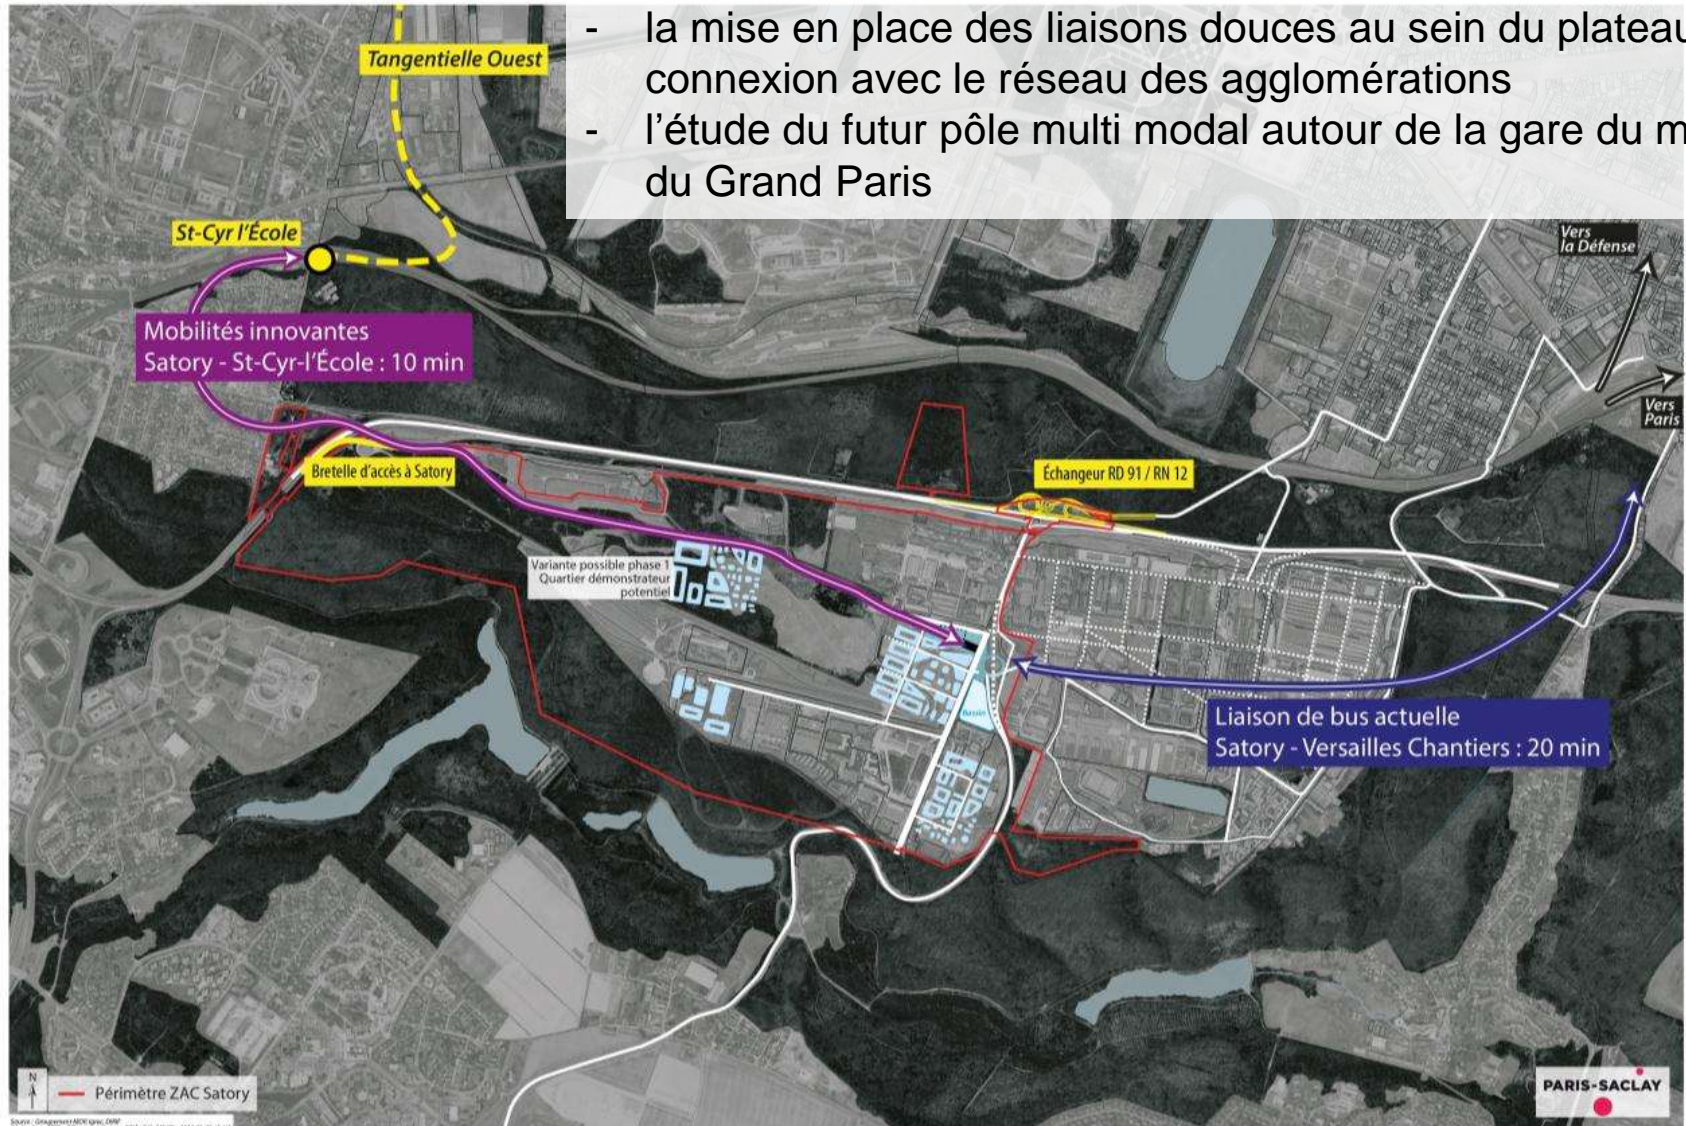 - la mise en place des liaisons douces au sein du plateau
connexion avec le réseau des agglomérations
- l’étude du futur pôle multi modal autour de la gare du m
du Grand Paris
Tangentielle Ouest
St-Cyr l'École
Vers
la Défense
Mobilités innovantes
Satory - St-Cyr-l'École : 10 min
Vers
Paris
Bretelle d'accès à Satory
Échangeur RD 91 / RN 12
Variante possible phase 1
Quartier démonstrateur
potentiel
Bassin
Liaison de bus actuelle
Satory - Versailles Chantiers : 20 min
N
Périmètre ZAC Satory
PARIS-SACLAY